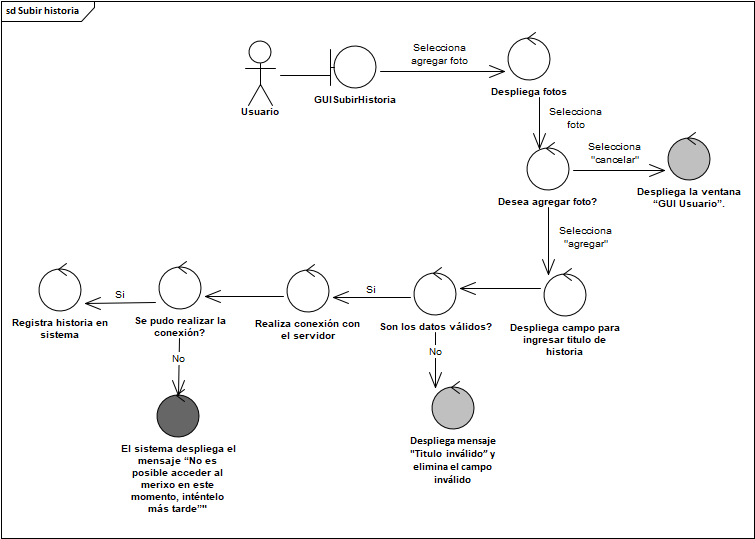 sd Subir historia
Selecciona
agregar foto
Usuario
GUISubirHistoria
Despliega fotos
Selecciona
foto
Selecciona
"cancelar"
Desea agregar foto?
Despliega la ventana
“GUI Usuario”.
Selecciona
"agregar"
Si
Si
Registra historia en
sistema
Se pudo realizar la
conexión?
Realiza conexión con
el servidor
Son los datos válidos?
Despliega campo para
ingresar titulo de
historia
No
No
El sistema despliega el
mensaje “No es
posible acceder al
merixo en este
momento, inténtelo
más tarde”"
Despliega mensaje
"Titulo inválido” y
elimina el campo
inválido